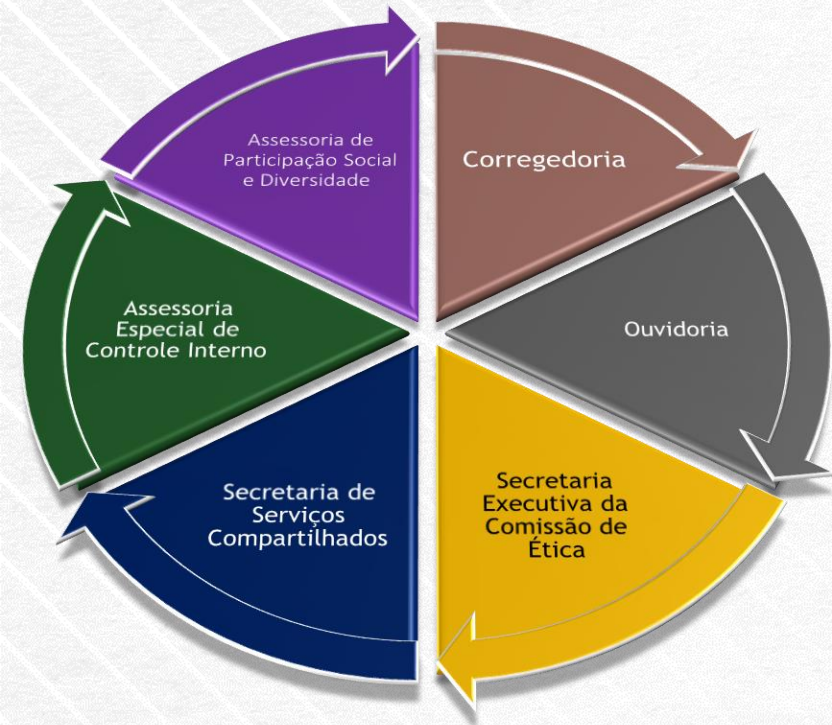 Assessoria de
Participação Social
e Diversidade
Corregedoria
Ouvidoria
Secretaria
Executiva da
Comissão de
Ética
Secretaria de
Serviços
Compartilhados
Assessoria
Especial de
Controle Interno